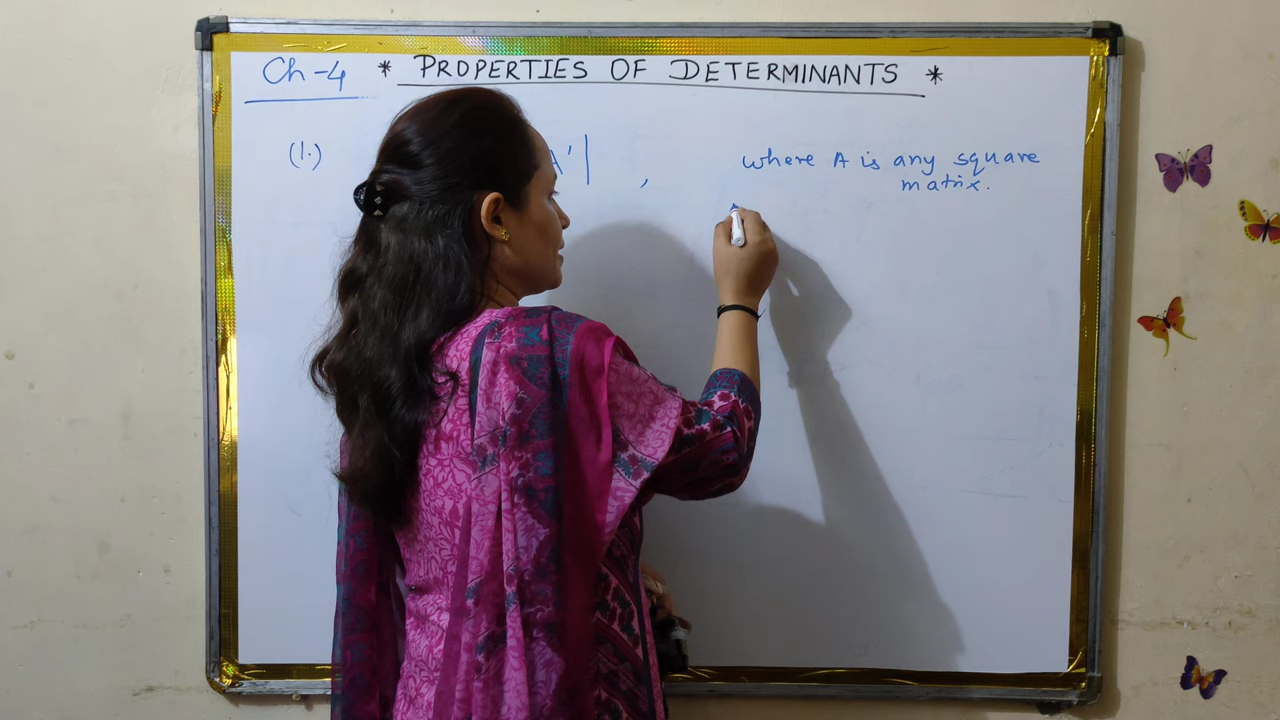 Ch-4 * PROPERTIES OF DETERMINANTS *
(1.) A'| , where A is any square
matrix.